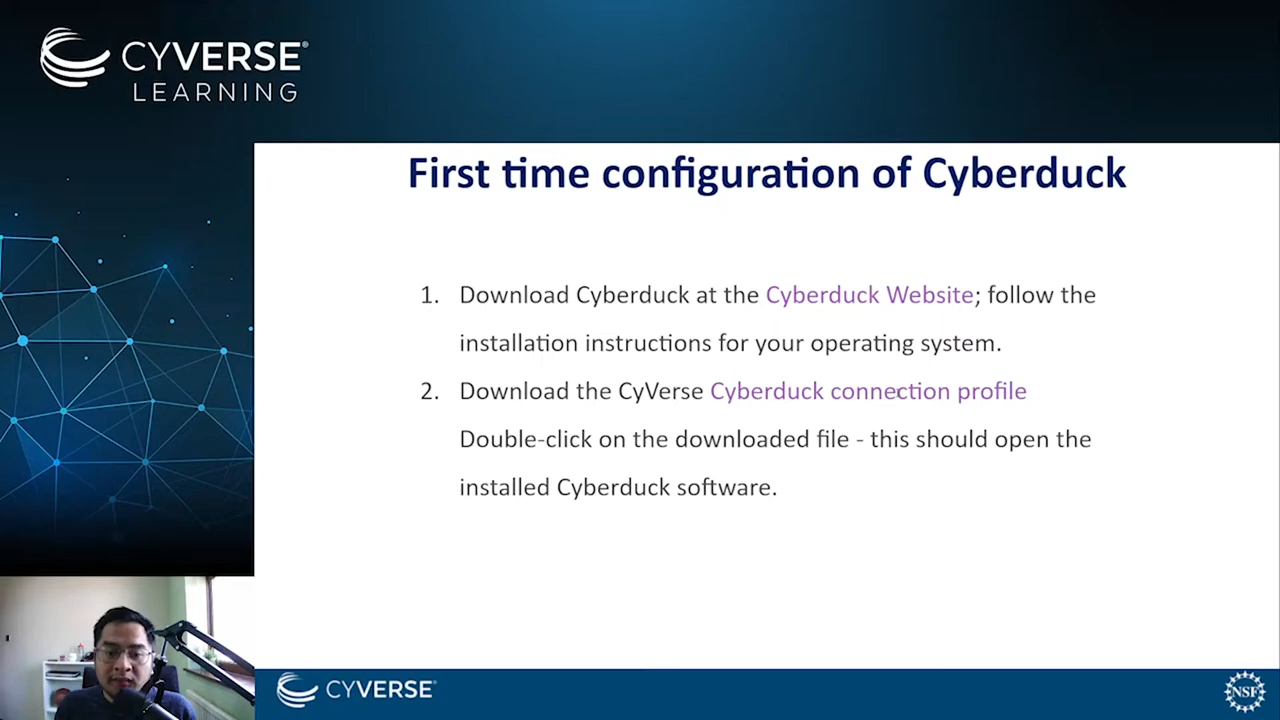 CYVERSE®
LEARNING
First time configuration of Cyberduck
1. Download Cyberduck at the Cyberduck Website; follow the
installation instructions for your operating system.
2. Download the CyVerse Cyberduck connection profile
Double-click on the downloaded file - this should open the
installed Cyberduck software.
CYVERSE®
NSF